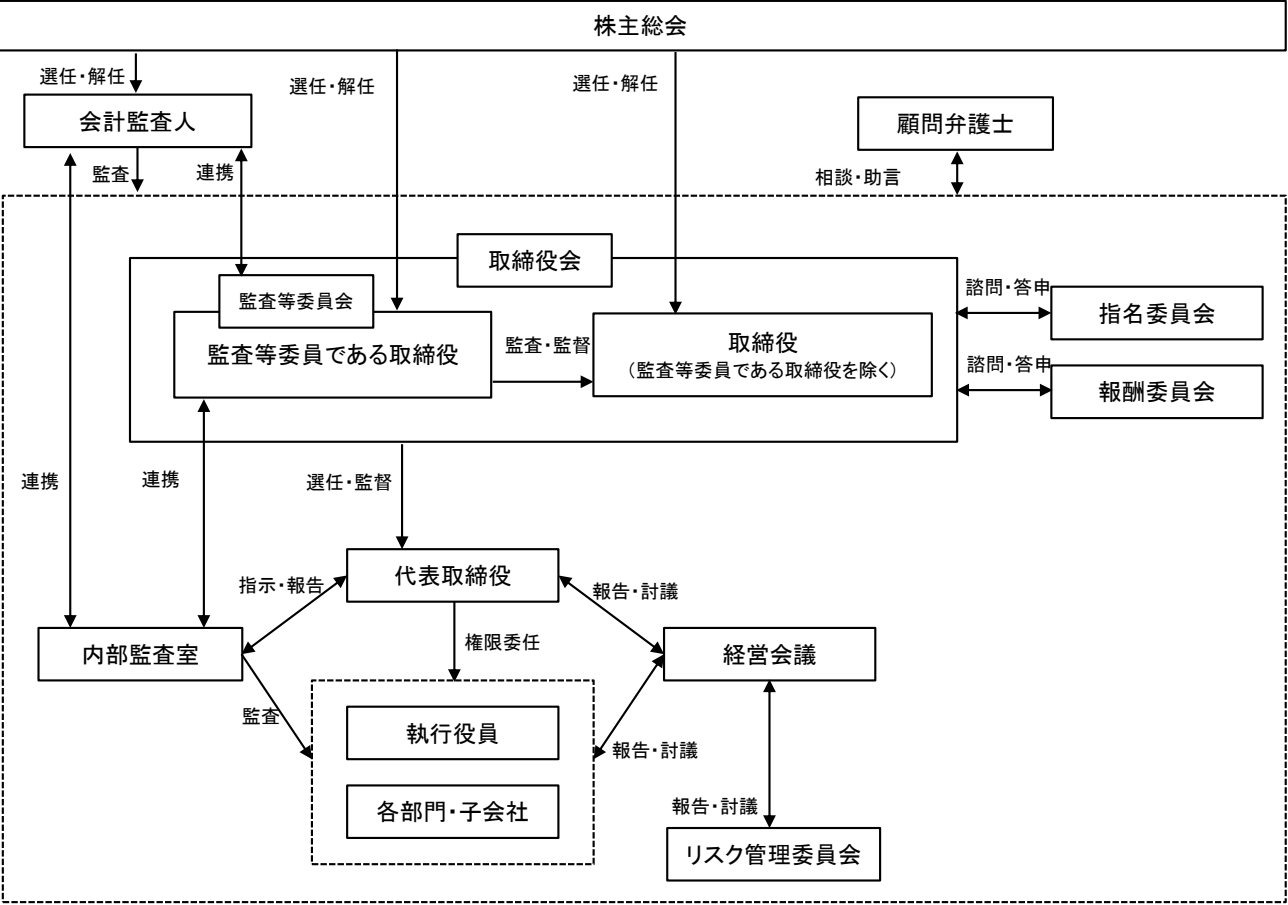 株主総会
選任・解任
選任・解任
選任・解任
会計監査人
顧問弁護士
監査
連携
相談・助言
取締役会
監査等委員会
監査等委員である取締役
監査・監督
取締役
（監査等委員である取締役を除く）
諮問・答申
指名委員会
諮問・答申
報酬委員会
連携
連携
選任・監督
代表取締役
指示・報告
報告・討議
内部監査室
権限委任
経営会議
監査
執行役員
報告・討議
各部門・子会社
報告・討議
リスク管理委員会